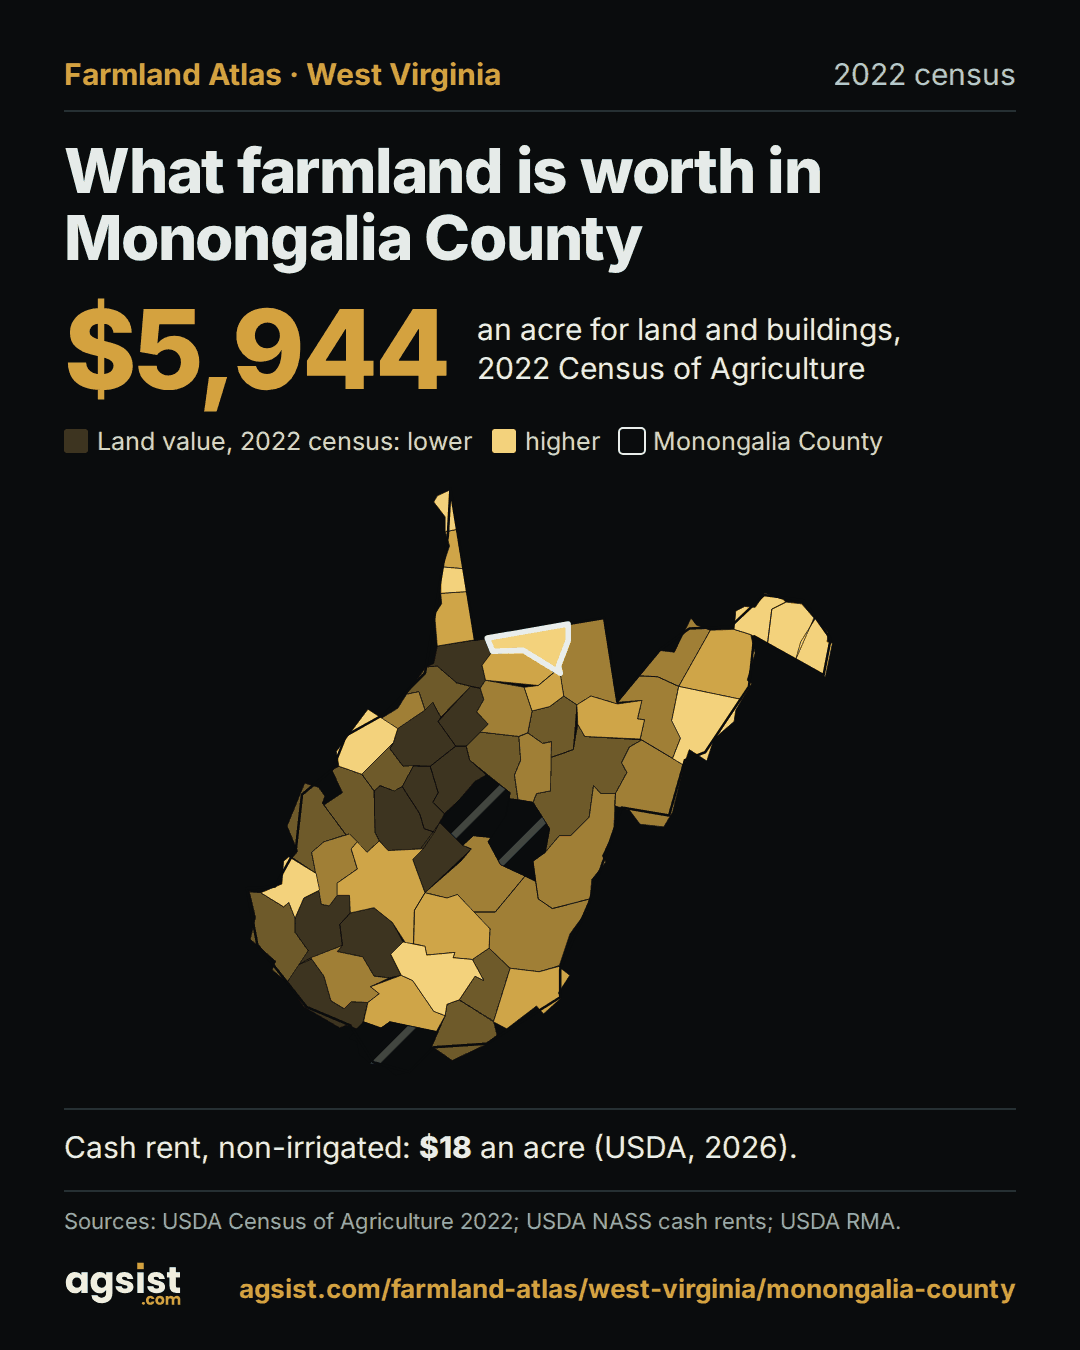 Farmland Atlas · West Virginia
2022 census
What farmland is worth in
Monongalia County
$5,944
an acre for land and buildings,
2022 Census of Agriculture
Land value, 2022 census: lower
higher
Monongalia County
Cash rent, non-irrigated: $18 an acre (USDA, 2026).
Sources: USDA Census of Agriculture 2022; USDA NASS cash rents; USDA RMA.
agsist
.com
agsist.com/farmland-atlas/west-virginia/monongalia-county